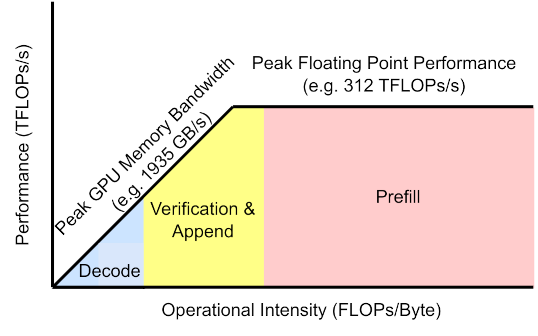 Peak Floating Point Performance
(e.g. 312 TFLOPs/s)
Peak GPU Memory Bandwidth
(e.g. 1935 GB/s)
Performance (TFLOPs/s)
Verification &
Append
Prefill
Decode
Operational Intensity (FLOPs/Byte)